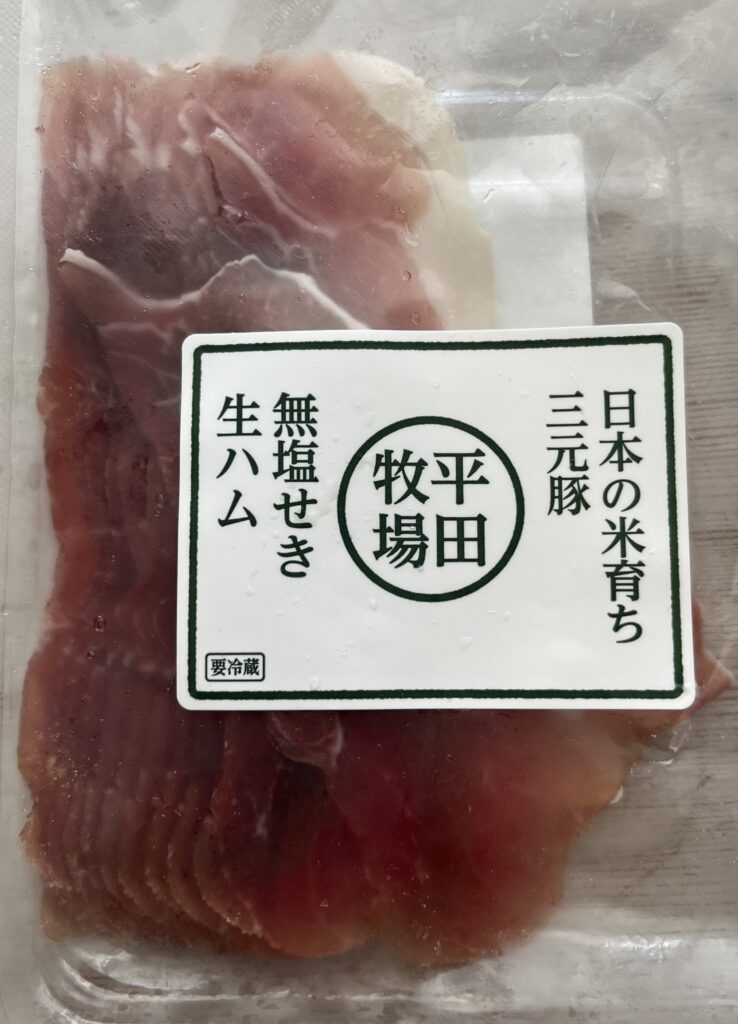 日本の米育ち
三元豚
平田
牧場
無塩せき
生ハム
要冷蔵